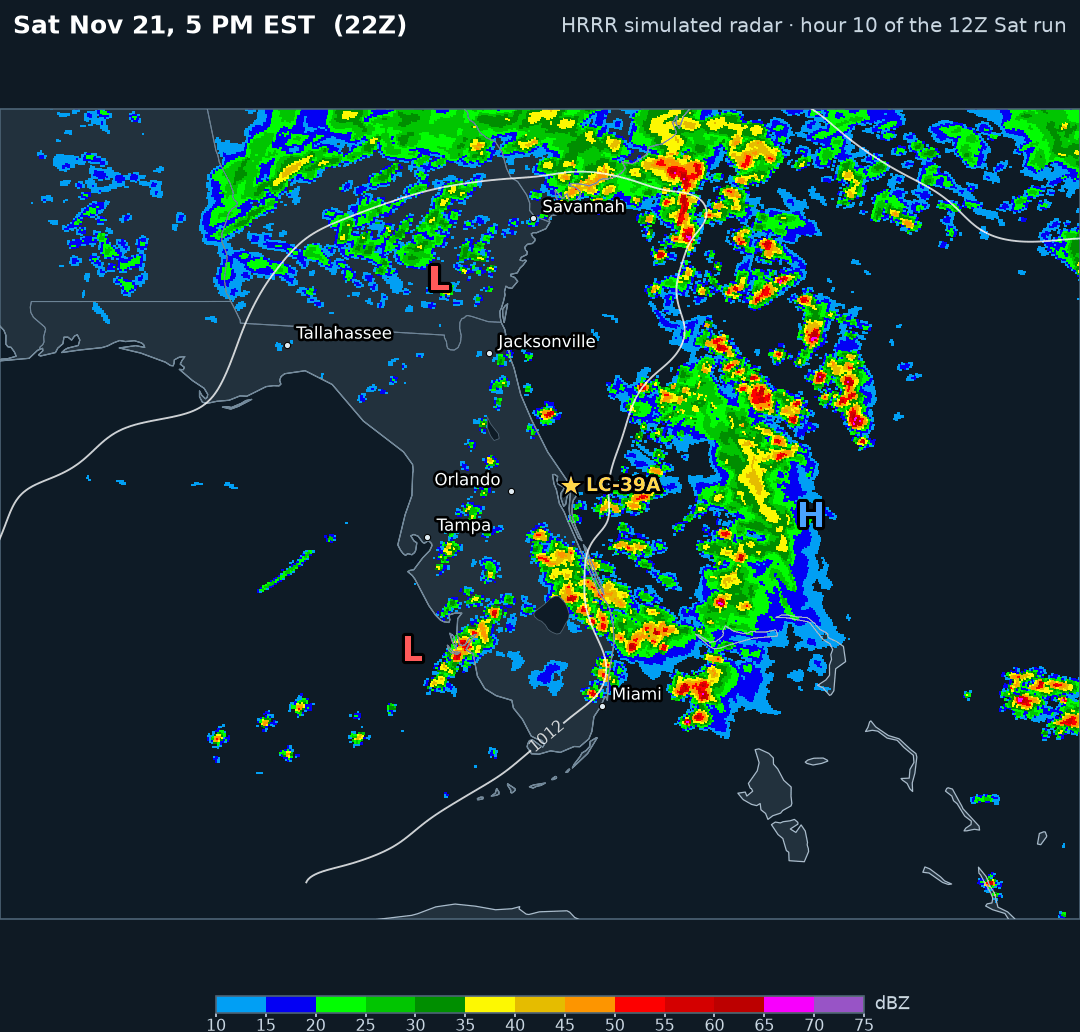 Sat Nov 21, 5 PM EST  (22Z)
HRRR simulated radar · hour 10 of the 12Z Sat run
Savannah
L
Tallahassee
Jacksonville
Orlando
LC-39A
H
Tampa
L
Miami
1012
dBZ
10 15 20 25 30 35 40 45 50 55 60 65 70 75